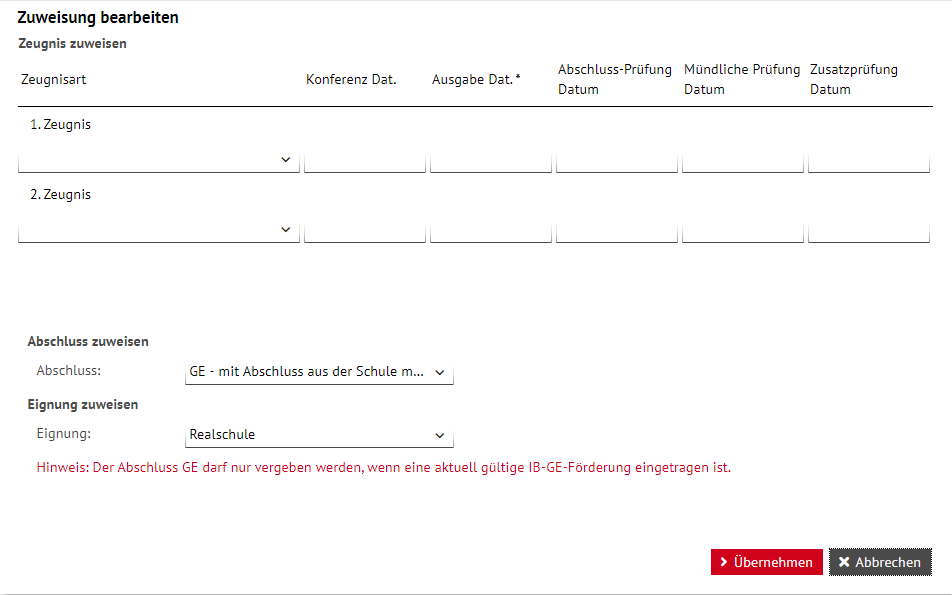 Zuweisung bearbeiten
Zeugnis zuweisen
Zeugnisart
Konferenz Dat.
Ausgabe Dat. *
Abschluss-Prüfung
Datum
Mündliche Prüfung
Datum
Zusatzprüfung
Datum
1. Zeugnis
2. Zeugnis
Abschluss zuweisen
Abschluss: GE - mit Abschluss aus der Schule m...
Eignung zuweisen
Eignung: Realschule
Hinweis: Der Abschluss GE darf nur vergeben werden, wenn eine aktuell gültige IB-GE-Förderung eingetragen ist.
Übernehmen Abbrechen